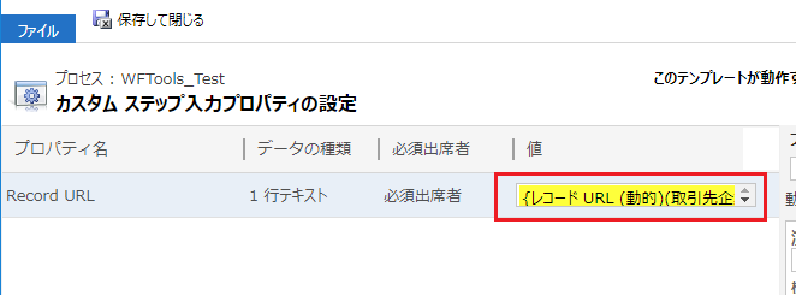 ファイル
保存して閉じる
プロセス : WFTools_Test
このテンプレートが動作す
カスタム ステップ入力プロパティの設定
プロパティ名 データの種類 必須出席者 値
Record URL 1 行テキスト 必須出席者 {レコード URL (動的)(取引先企